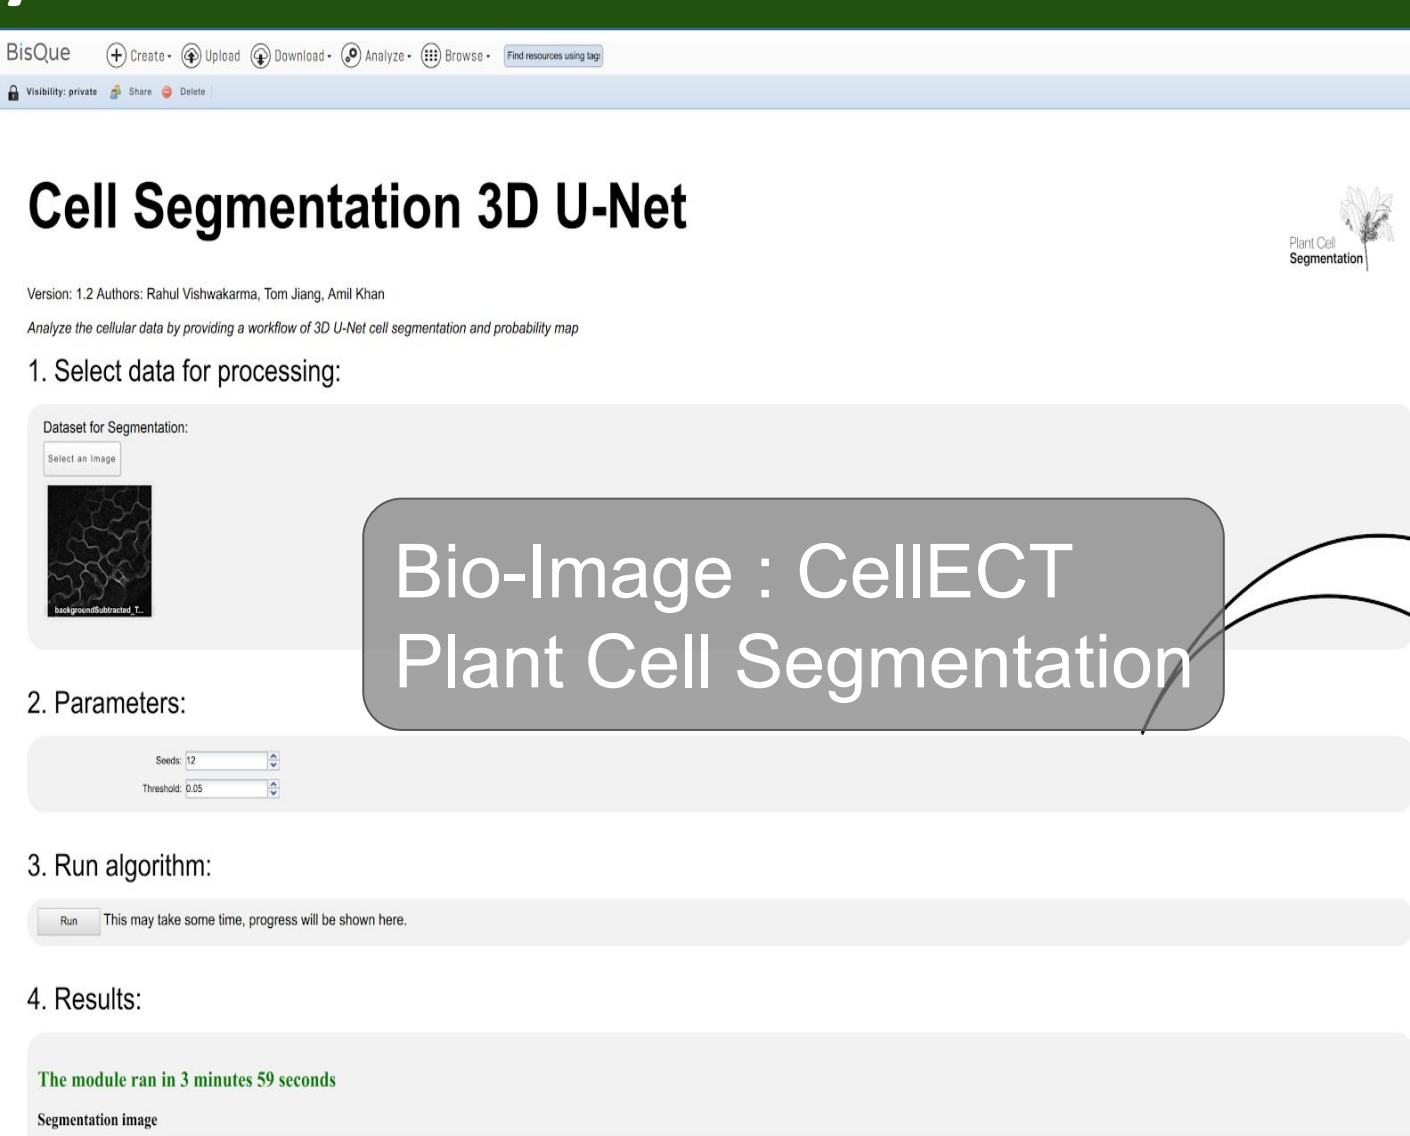 BisQue Create Upload Download Analyze Browse Find resources using tag
Visibility: private Share Delete
Cell Segmentation 3D U-Net
Plant Cell
Segmentation
Version: 1.2 Authors: Rahul Vishwakarma, Tom Jiang, Amil Khan
Analyze the cellular data by providing a workflow of 3D U-Net cell segmentation and probability map
1. Select data for processing:
Dataset for Segmentation:
Select an Image
backgroundSubtracted_T...
Bio-Image : CellECT
Plant Cell Segmentation
2. Parameters:
Seeds: 12
Threshold: 0.05
3. Run algorithm:
Run This may take some time, progress will be shown here.
4. Results:
The module ran in 3 minutes 59 seconds
Segmentation image